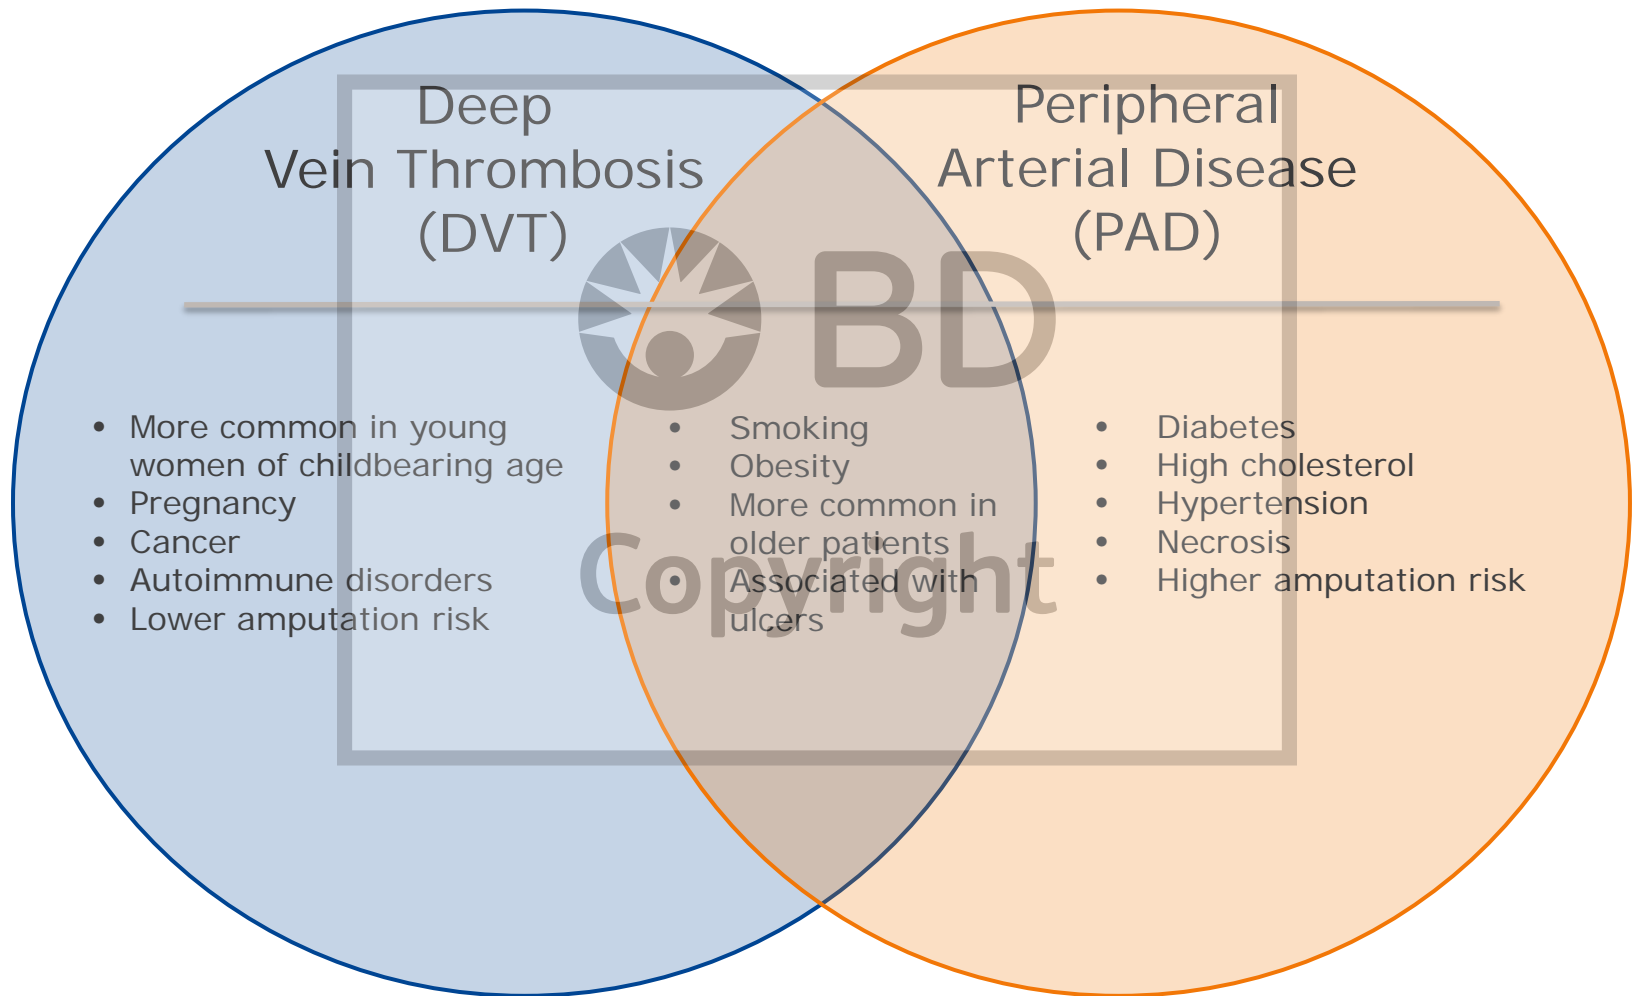 Deep
Vein Thrombosis
(DVT)
Peripheral
Arterial Disease
(PAD)
BD
Copyright
• More common in young
women of childbearing age
• Pregnancy
• Cancer
• Autoimmune disorders
• Lower amputation risk
• Smoking
• Obesity
• More common in
older patients
• Associated with
ulcers
• Diabetes
• High cholesterol
• Hypertension
• Necrosis
• Higher amputation risk